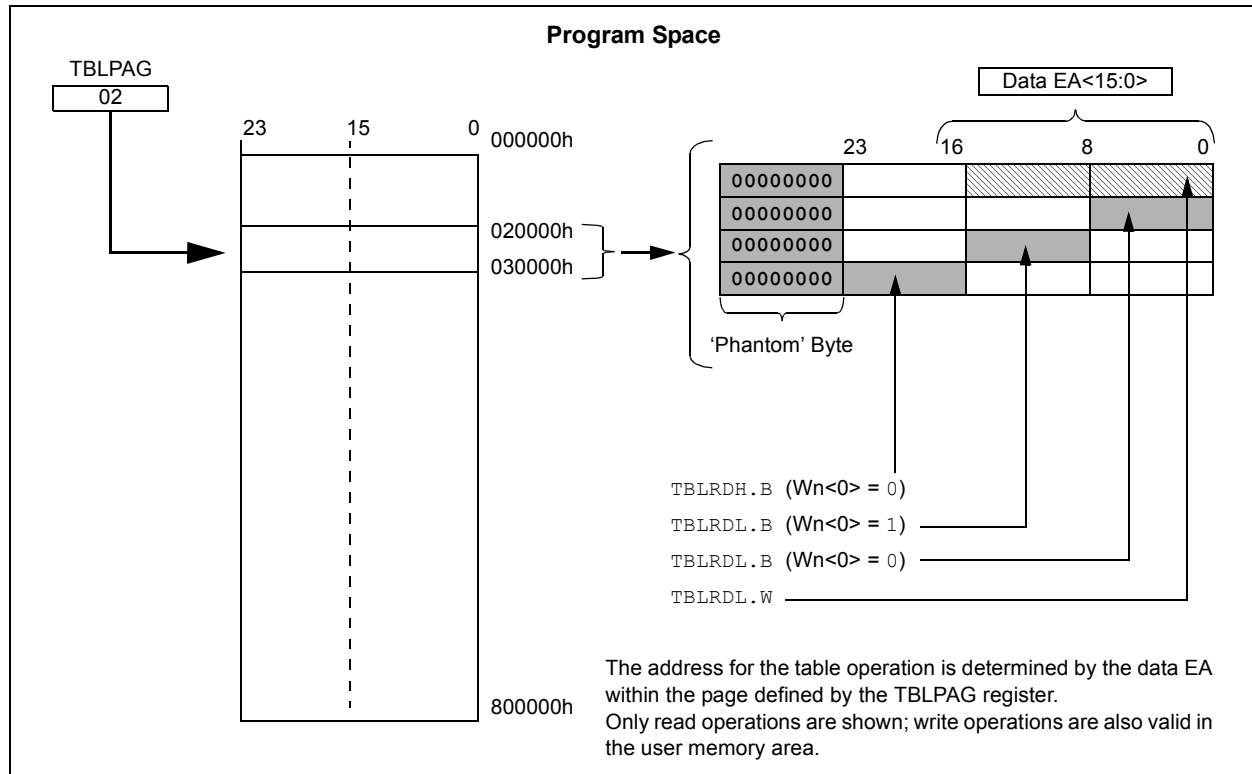 Program Space
TBLPAG
02
Data EA<15:0>
23 15 0
000000h
23 16 8 0
00000000
00000000
00000000
00000000
020000h
030000h
‘Phantom’ Byte
TBLRDH.B (Wn<0> = 0)
TBLRDL.B (Wn<0> = 1)
TBLRDL.B (Wn<0> = 0)
TBLRDL.W
800000h
The address for the table operation is determined by the data EA
within the page defined by the TBLPAG register.
Only read operations are shown; write operations are also valid in
the user memory area.